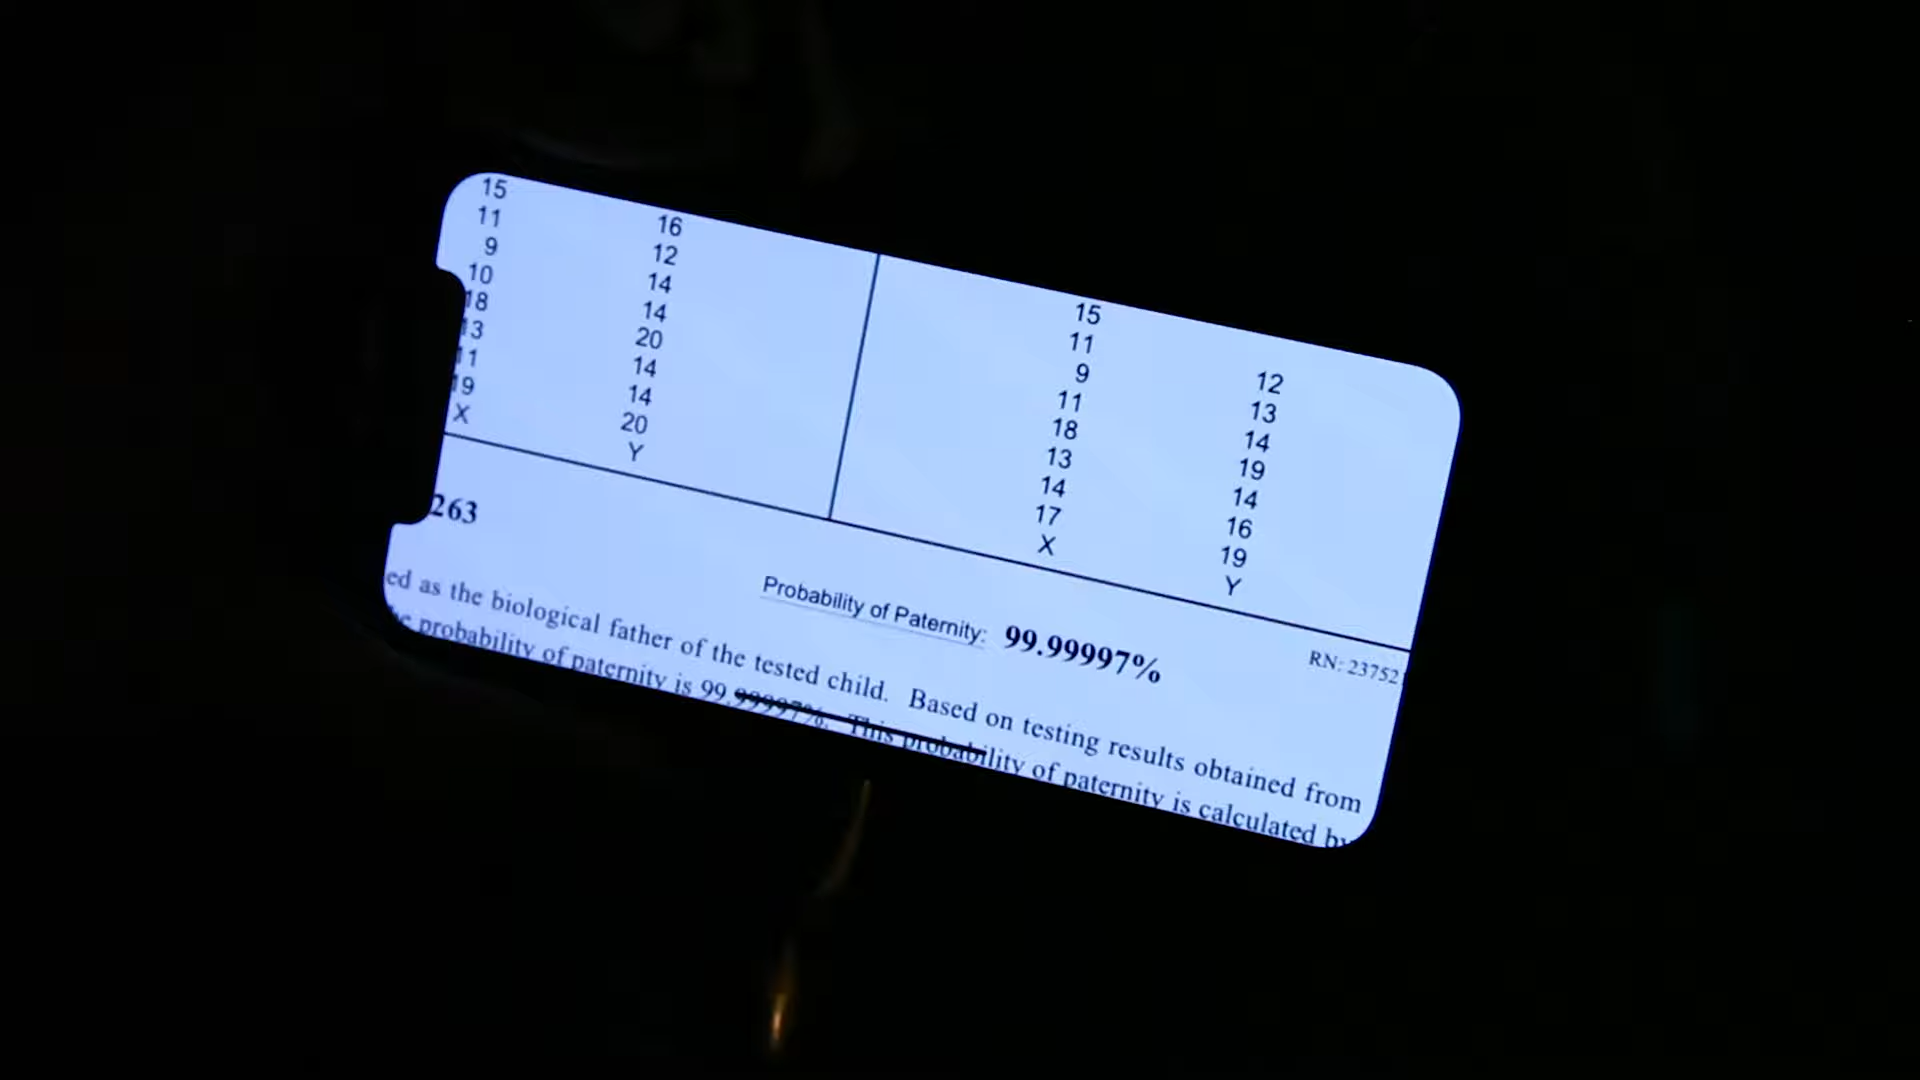 15 16 15
11 12 11 12
9 14 9 13
10 14 11 14
18 20 18 19
13 14 13 14
11 14 14 16
19 20 17 19
X Y X Y
263 Probability of Paternity: 99.99997% RN: 23752
ed as the biological father of the tested child. Based on testing results obtained from
probability of paternity is 99.99997%. This probability of paternity is calculated by